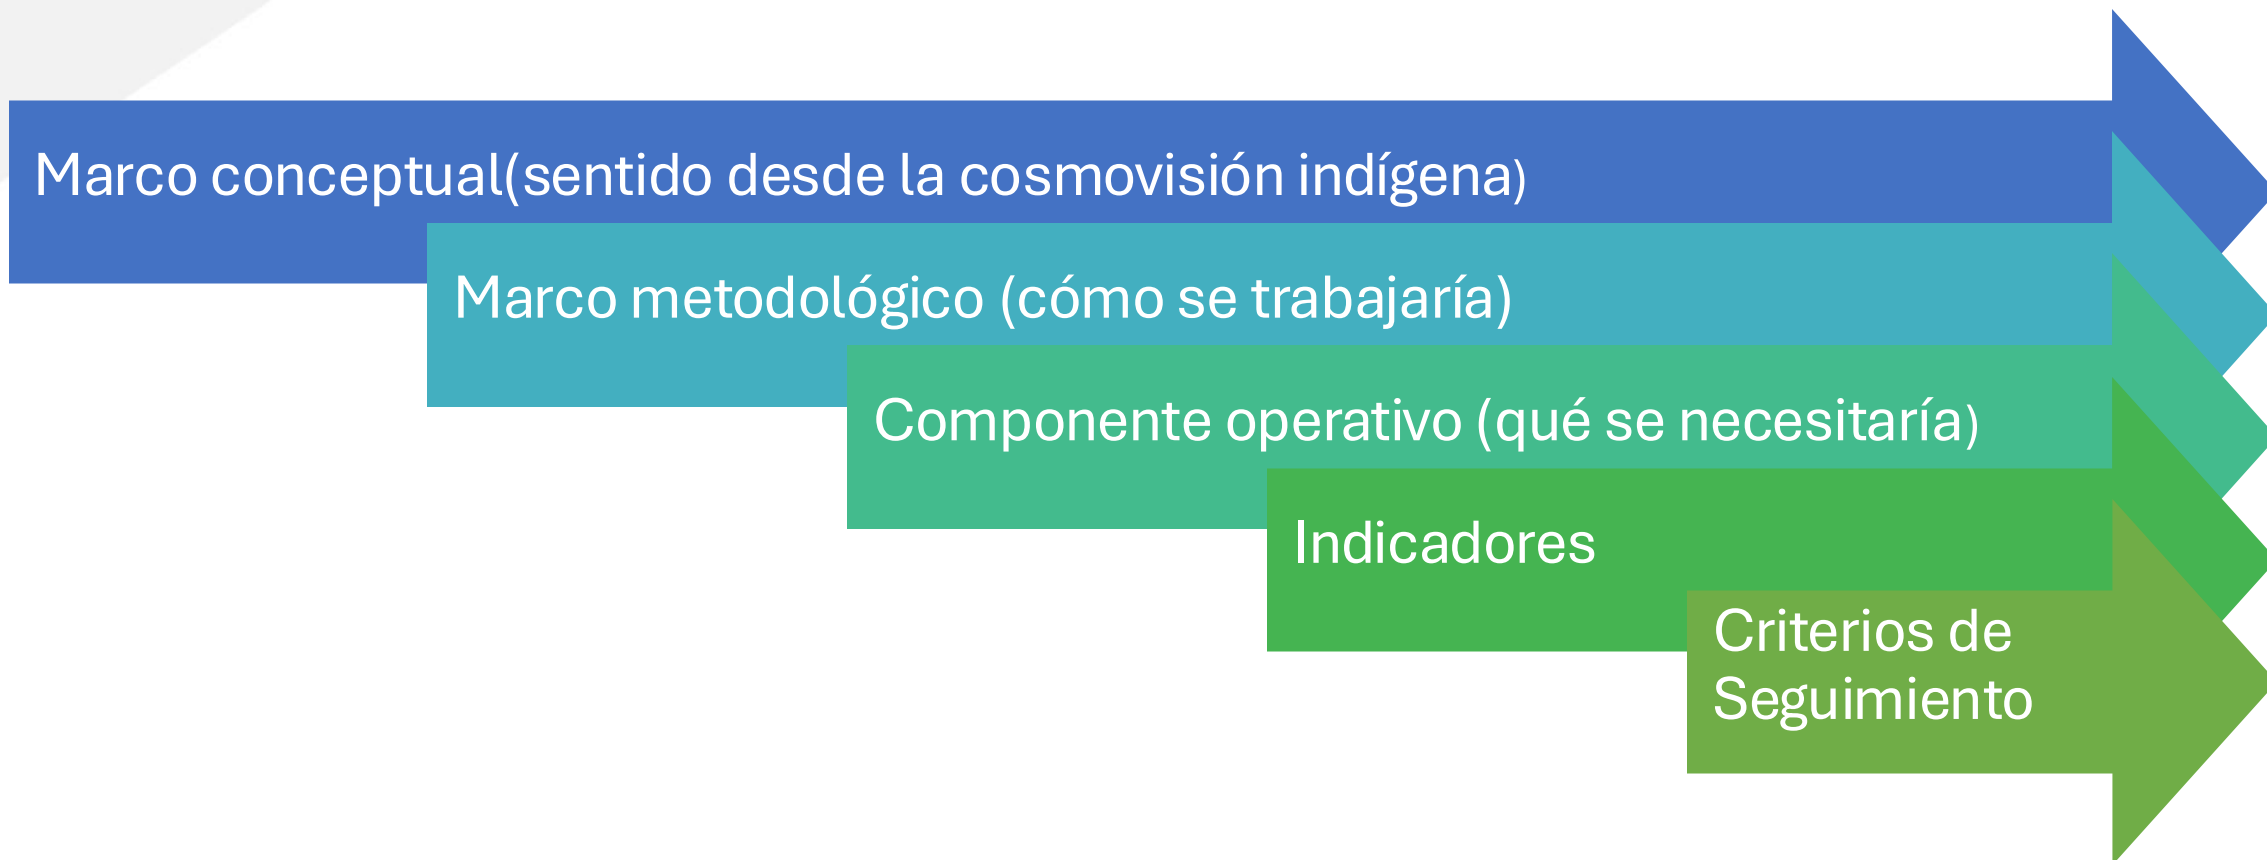 Marco conceptual(sentido desde la cosmovisión indígena)
Marco metodológico (cómo se trabajaría)
Componente operativo (qué se necesitaría)
Indicadores
Criterios de
Seguimiento